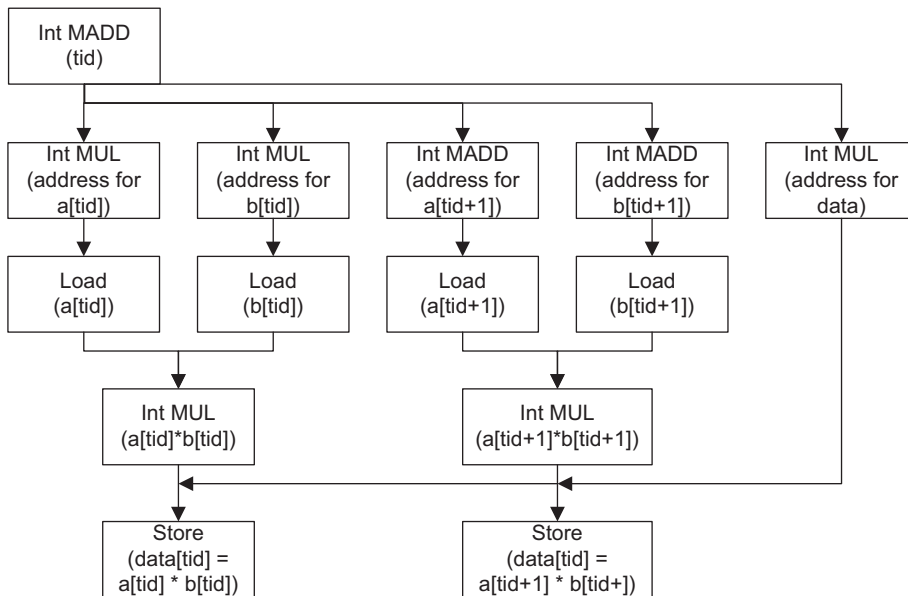 Int MADD
(tid)
Int MUL
(address for
a[tid])
Int MUL
(address for
b[tid])
Int MADD
(address for
a[tid+1])
Int MADD
(address for
b[tid+1])
Int MUL
(address for
data)
Load
(a[tid])
Load
(b[tid])
Load
(a[tid+1])
Load
(b[tid+1])
Int MUL
(a[tid]*b[tid])
Int MUL
(a[tid+1]*b[tid+1])
Store
(data[tid] =
a[tid] * b[tid])
Store
(data[tid] =
a[tid+1] * b[tid+])